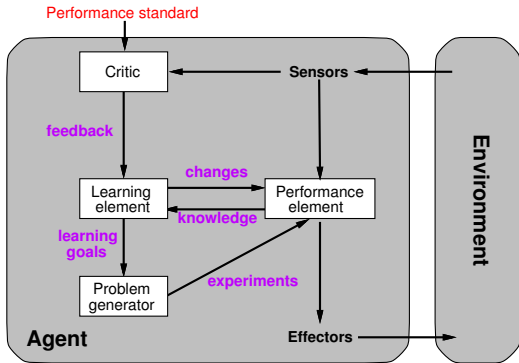 Performance standard
Critic
Sensors
feedback
changes
Learning
element
Performance
element
knowledge
learning
goals
Problem
generator
experiments
Agent
Effectors
Environment